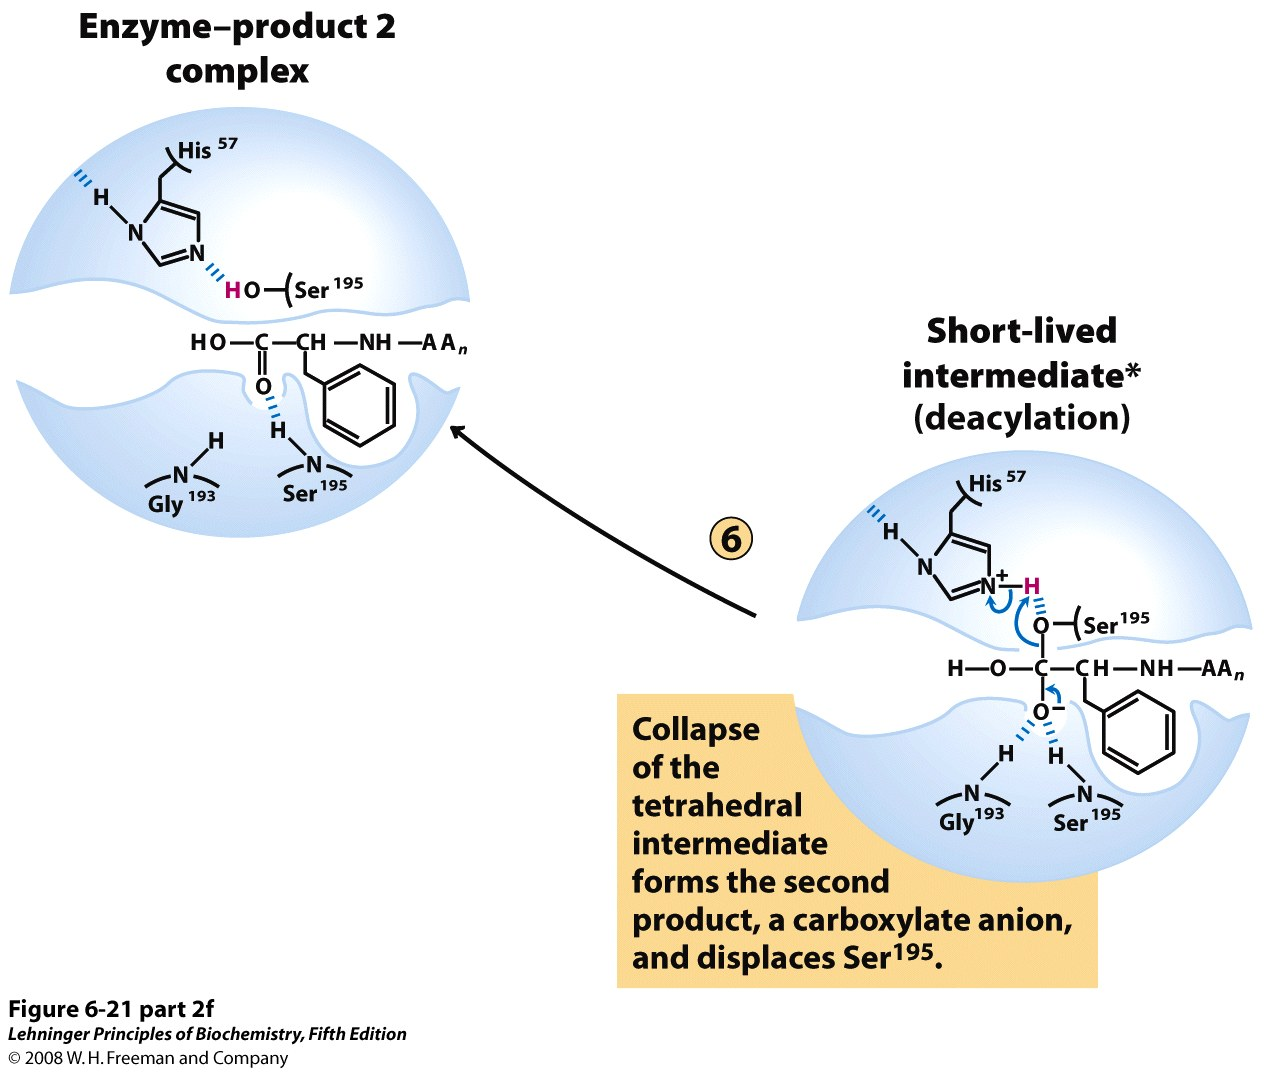 Enzyme–product 2
complex
His 57
H
N
N
HO Ser 195
HO C CH NH AAn
O
H
H
N
N
Gly 193
Ser 195
Short-lived
intermediate*
(deacylation)
His 57
H
N
N+ H
O Ser 195
H O C CH NH AAn
O–
H
H
N
N
Gly 193
Ser 195
6
Collapse
of the
tetrahedral
intermediate
forms the second
product, a carboxylate anion,
and displaces Ser195.
Figure 6-21 part 2f
Lehninger Principles of Biochemistry, Fifth Edition
© 2008 W. H. Freeman and Company